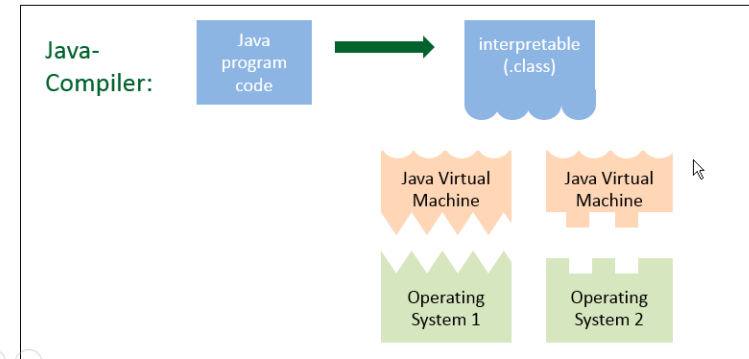 Java-
Compiler:
Java
program
code
interpretable
(.class)
Java Virtual
Machine
Java Virtual
Machine
Operating
System 1
Operating
System 2